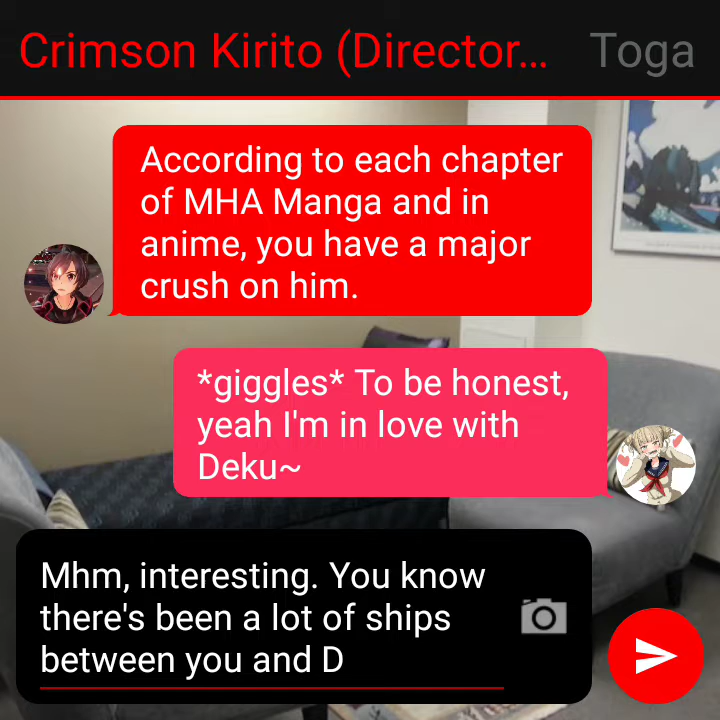 Crimson Kirito (Director... Toga
According to each chapter
of MHA Manga and in
anime, you have a major
crush on him.
*giggles* To be honest,
yeah I'm in love with
Deku~
Mhm, interesting. You know
there's been a lot of ships
between you and D